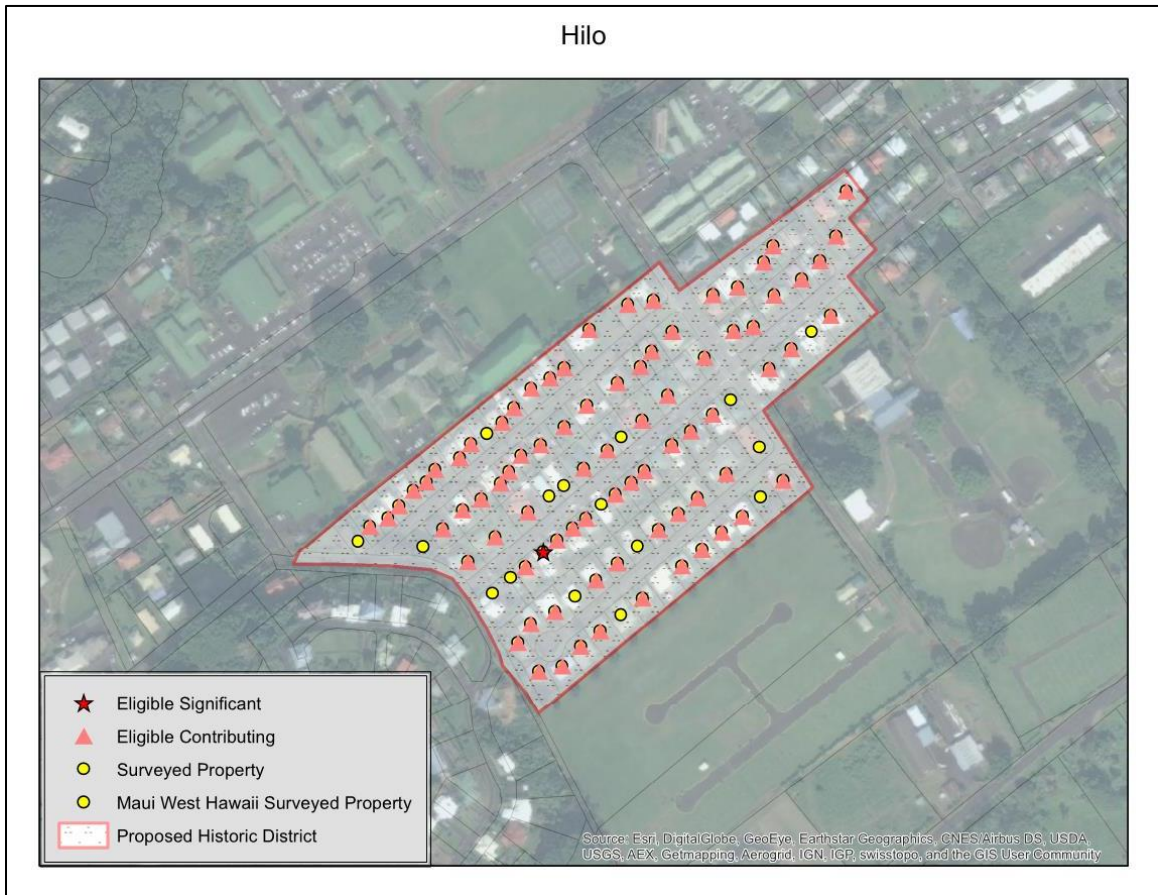 Hilo
Eligible Significant
Eligible Contributing
Surveyed Property
Maui West Hawaii Surveyed Property
Proposed Historic District
Source: Esri, DigitalGlobe, GeoEye, Earthstar Geographics, CNES/Airbus DS, USDA,
USGS, AEX, Getmapping, Aerogrid, IGN, IGP, swisstopo, and the GIS User Community